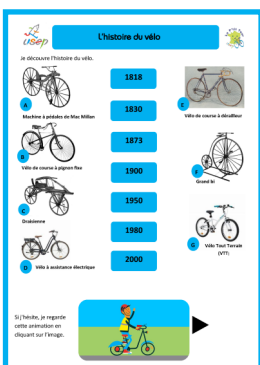 usep
L'histoire du vélo
Je découvre l'histoire du vélo.
A
Machine à pédales de Mac Millan
B
Vélo de course à pignon fixe
C
Draisienne
D
Vélo à assistance électrique
1818
1830
1873
1900
1950
1980
2000
E
Vélo de course à dérailleur
F
Grand bi
G
Vélo Tout Terrain
(VTT)
Si j'hésite, je regarde
cette animation en
cliquant sur l'image.